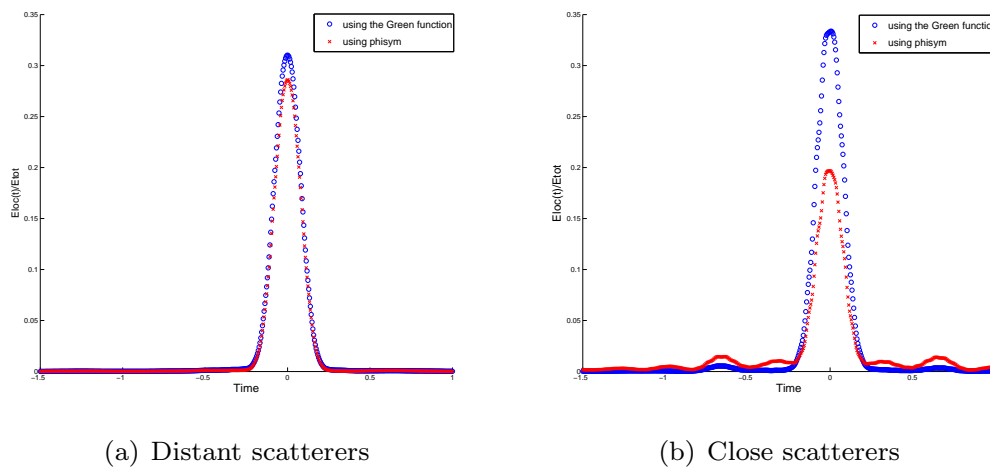 using the Green function
using phisym
0.35
0.3
0.25
0.2
0.15
0.1
0.05
0
Eloc(t)/Etot
−1.5
−1
−0.5
0
0.5
1
Time
(a) Distant scatterers
using the Green function
using phisym
0.35
0.3
0.25
0.2
0.15
0.1
0.05
0
Eloc(t)/Etot
−1.5
−1
−0.5
0
0.5
Time
(b) Close scatterers